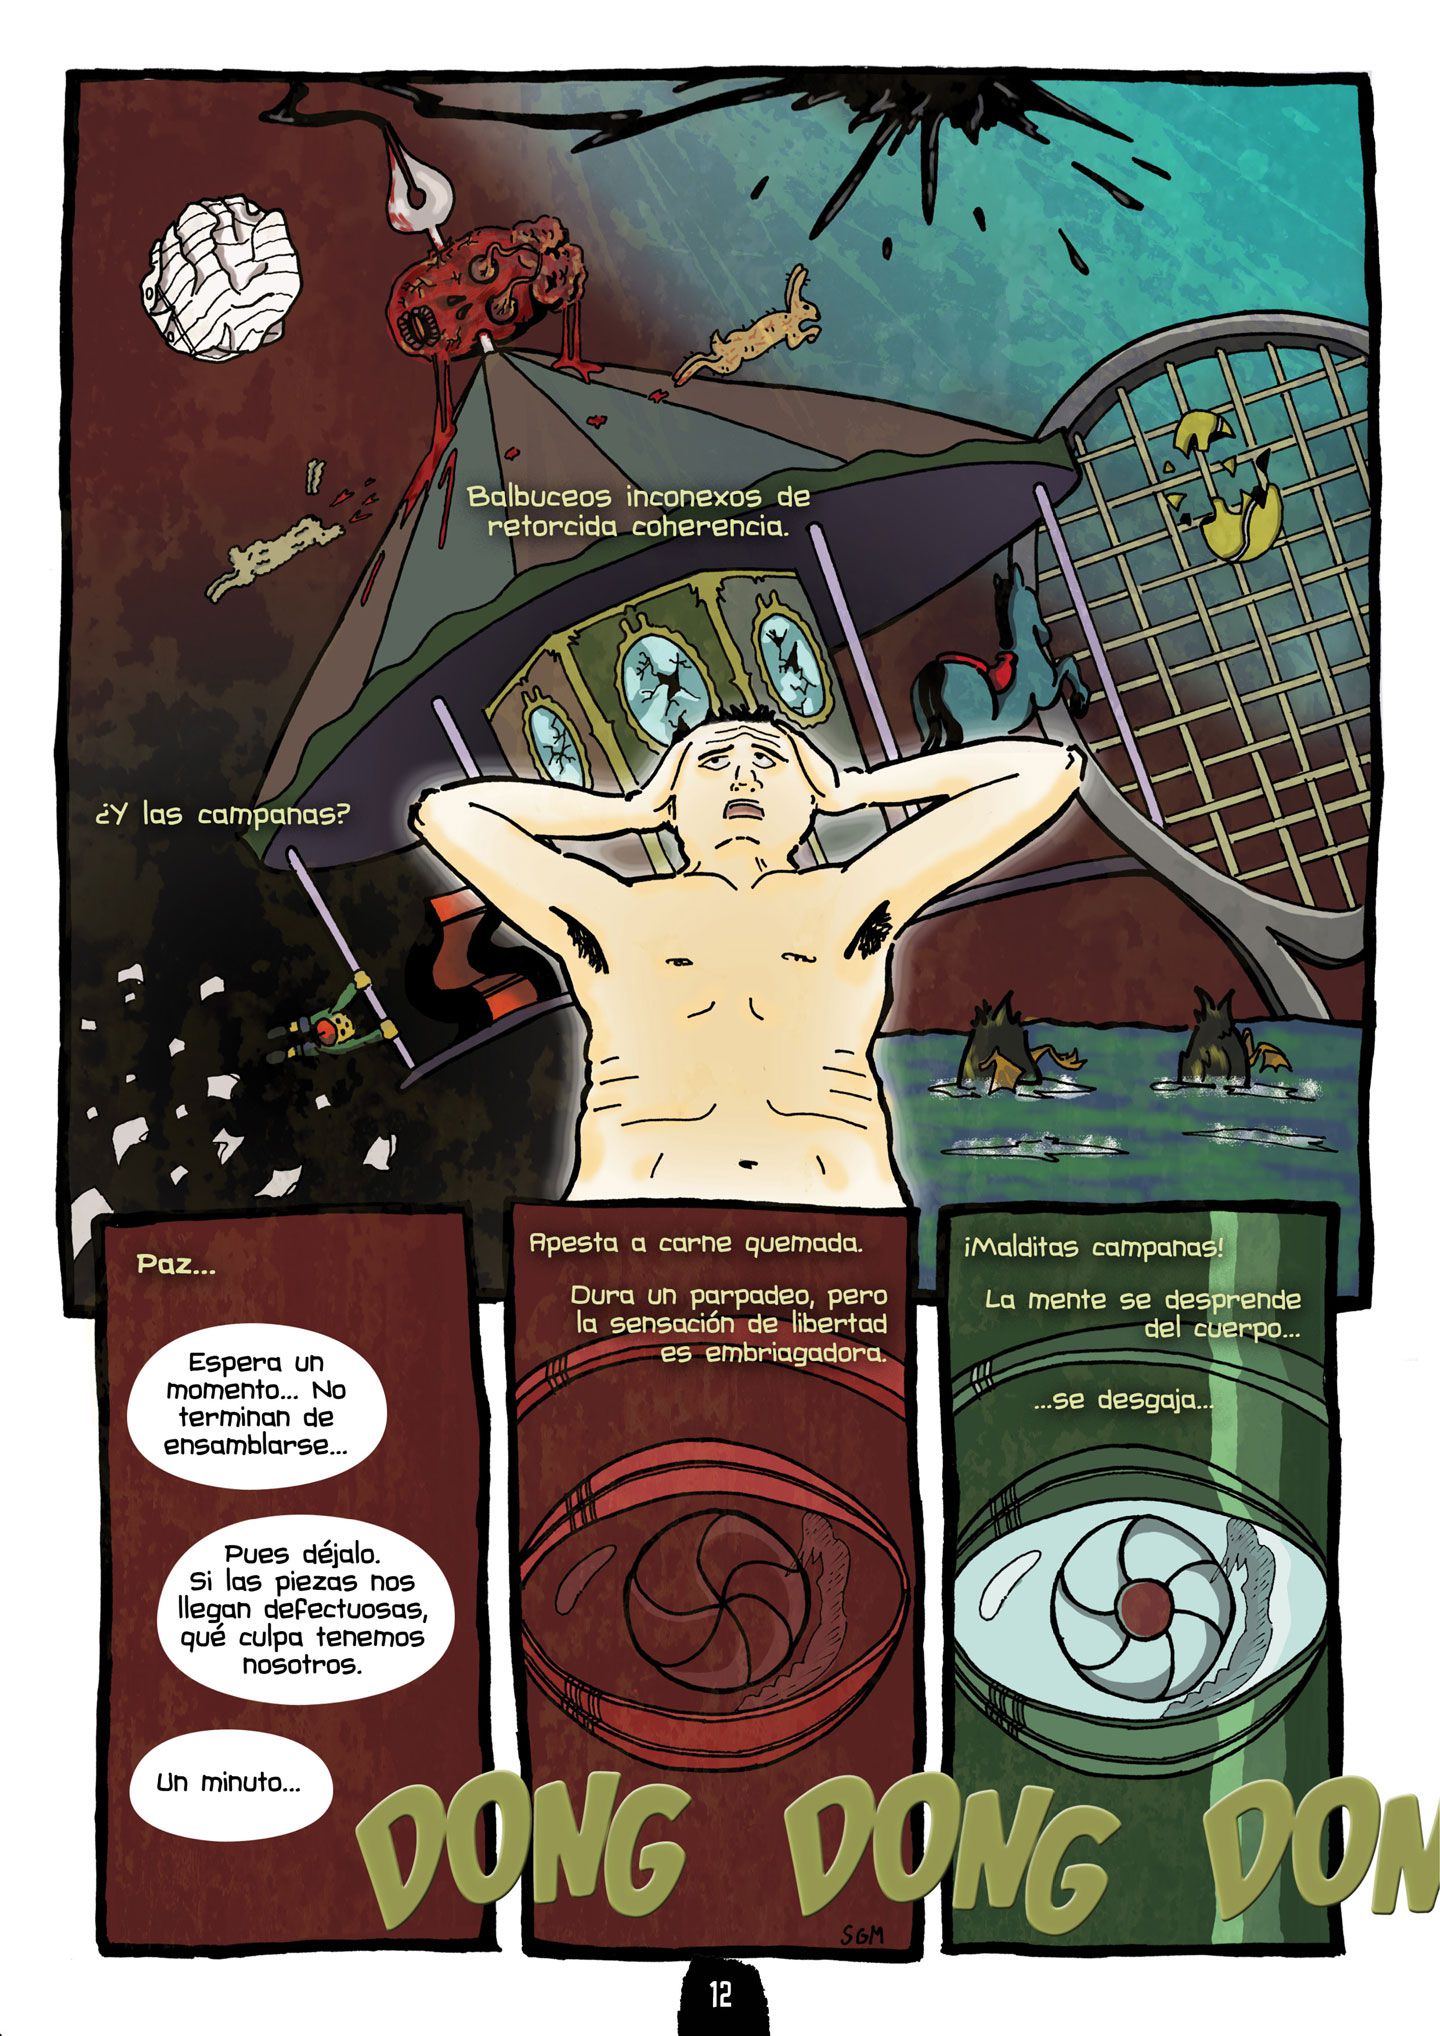 Balbuceos inconexos de
retorcida coherencia.
¿Y las campanas?
Paz...
Espera un
momento... No
terminan de
ensamblarse...
Pues déjalo.
Si las piezas nos
llegan defectuosas,
qué culpa tenemos
nosotros.
Un minuto...
Apesta a carne quemada.
Dura un parpadeo, pero
la sensación de libertad
es embriagadora.
¡Malditas campanas!
La mente se desprende
del cuerpo...
...se desgaja...
DONG DONG DON
SGM
12